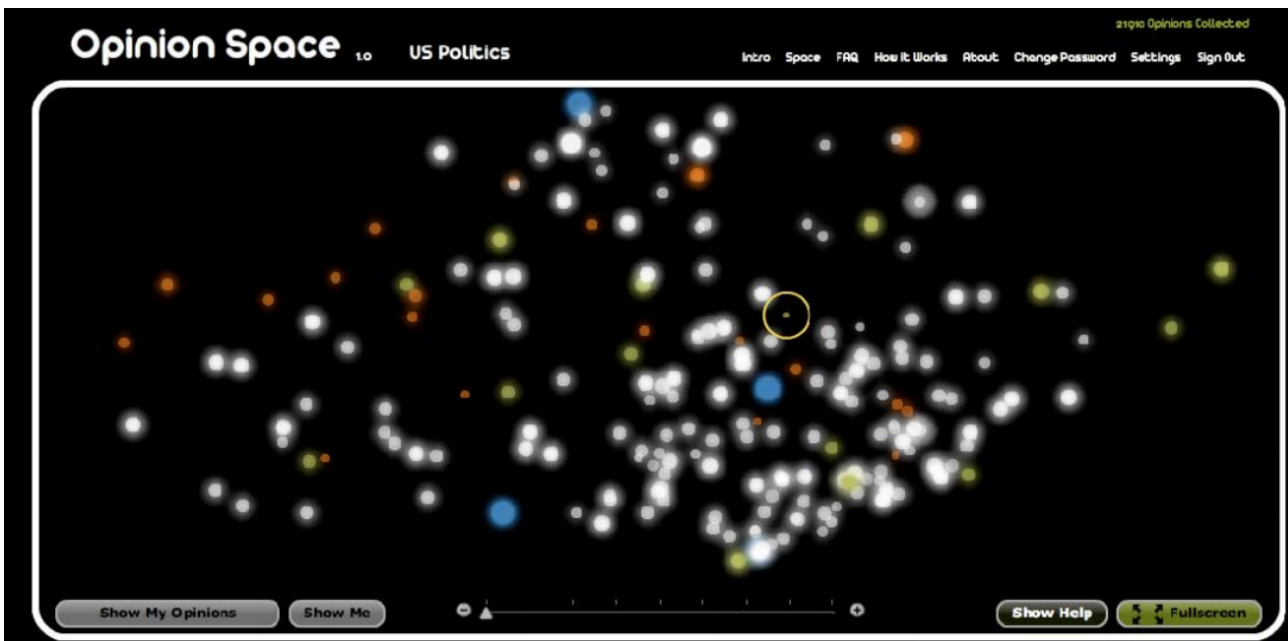 21910 Opinions Collected
Opinion Space 1.0 US Politics
Intro Space FAQ How it Works About Change Password Settings Sign Out
Show My Opinions Show Me Show Help Fullscreen